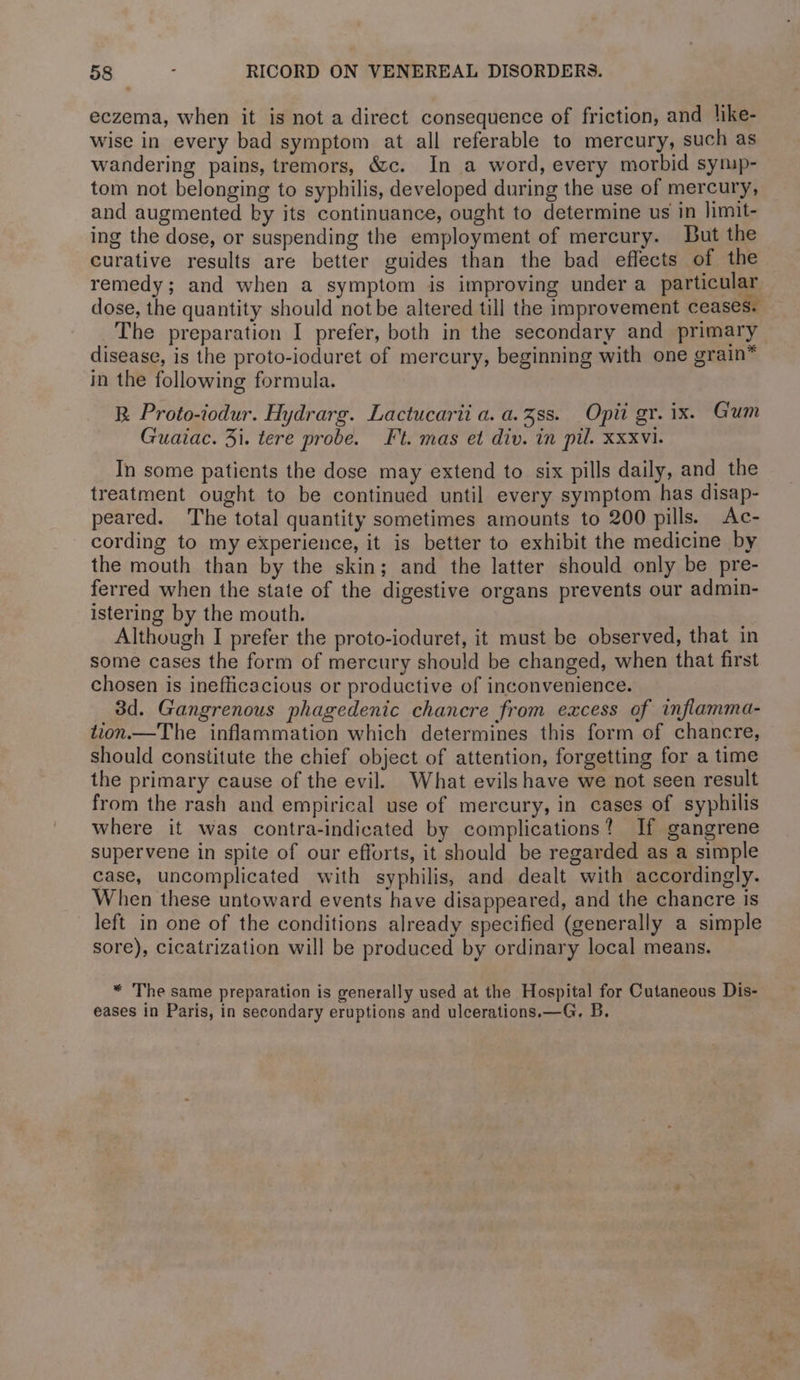 58 RICORD ON VENEREAL DISORDERS.
eczema, when it is not a direct consequence of friction, and like-
wise in every bad symptom at all referable to mercury, such as
wandering pains, tremors, &c. In a word, every morbid symp-
tom not belonging to syphilis, developed during the use of mercury,
and augmented by its continuance, ought to determine us in limit-
ing the dose, or suspending the employment of mercury. But the
curative results are better guides than the bad effects of the
remedy; and when a symptom is improving under a particular
dose, the quantity should not be altered till the improvement ceases.
The preparation I prefer, both in the secondary and primary
disease, is the proto-ioduret of mercury, beginning with one grain*
in the following formula.
℞ Proto-iodur. Hydrarg. Lactucarii a. a. ʒss. Opii gr. ix. Gum
Guaiac. ʒi. tere probe. Ft. mas et div. in pil. xxxvi.
In some patients the dose may extend to six pills daily, and the
treatment ought to be continued until every symptom has disap-
peared. The total quantity sometimes amounts to 200 pills. Ac-
cording to my experience, it is better to exhibit the medicine by
the mouth than by the skin; and the latter should only be pre-
ferred when the state of the digestive organs prevents our admin-
istering by the mouth.
Although I prefer the proto-ioduret, it must be observed, that in
some cases the form of mercury should be changed, when that first
chosen is inefficacious or productive of inconvenience.
3d. Gangrenous phagedenic chancre from excess of inflamma-
tion.—The inflammation which determines this form of chancre,
should constitute the chief object of attention, forgetting for a time
the primary cause of the evil. What evils have we not seen result
from the rash and empirical use of mercury, in cases of syphilis
where it was contra-indicated by complications? If gangrene
supervene in spite of our efforts, it should be regarded as a simple
case, uncomplicated with syphilis, and dealt with accordingly.
When these untoward events have disappeared, and the chancre is
left in one of the conditions already specified (generally a simple
sore), cicatrization will be produced by ordinary local means.
* The same preparation is generally used at the Hospital for Cutaneous Dis-
eases in Paris, in secondary eruptions and ulcerations.—G. B.